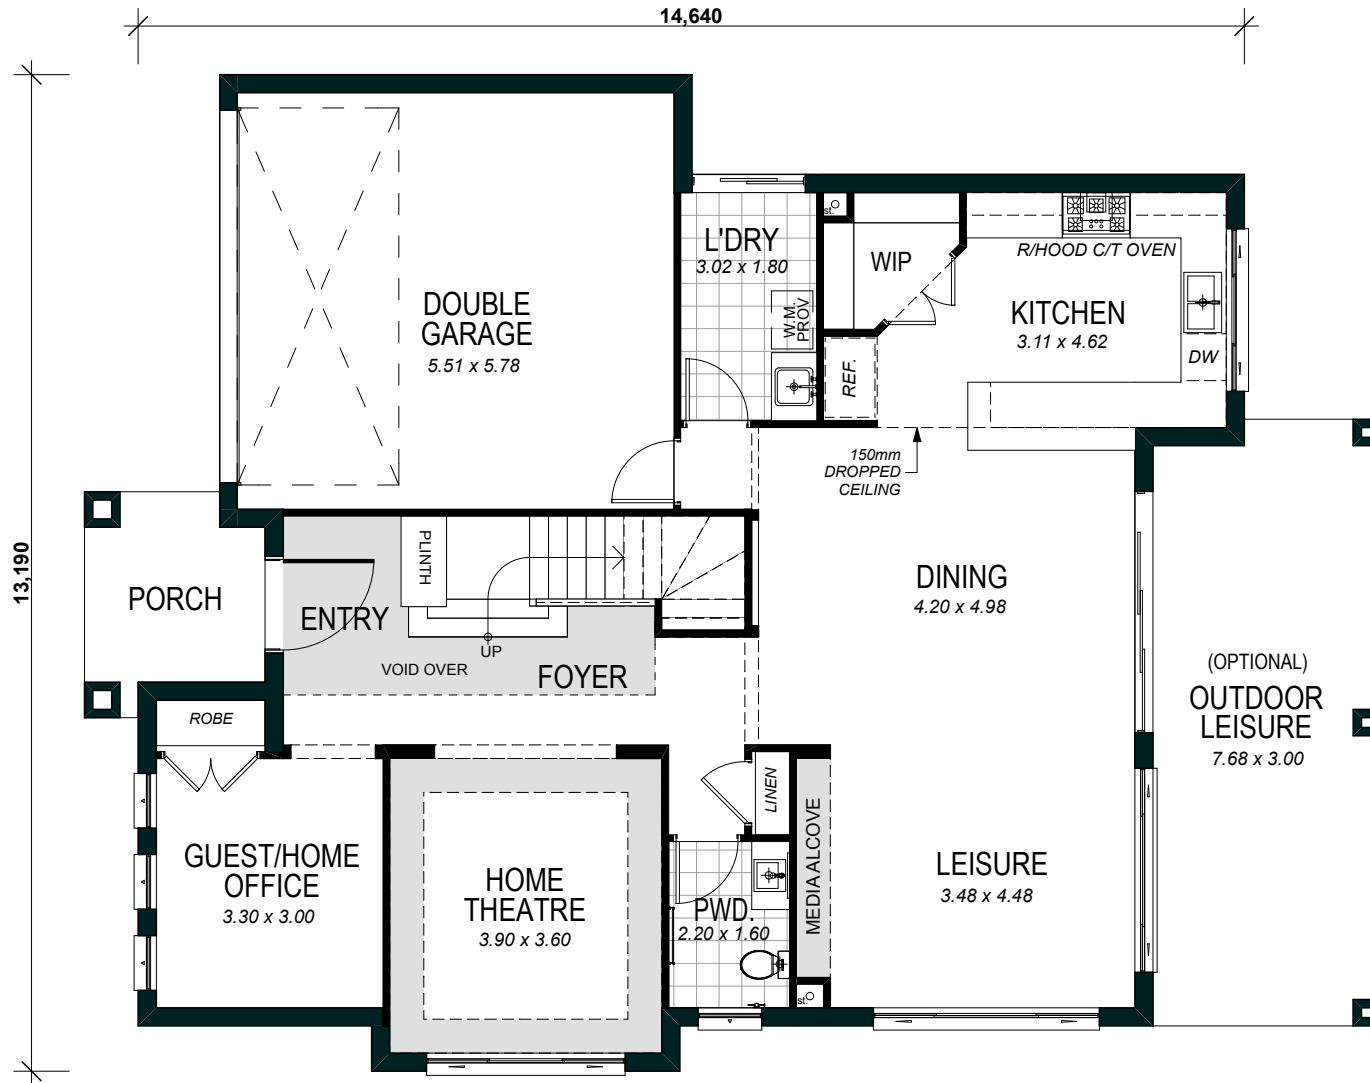 14,640
13,190
DOUBLE
GARAGE
5.51 x 5.78
L'DRY
3.02 x 1.80
W.M.
PROV
st.
WIP
R/HOOD C/T OVEN
KITCHEN
3.11 x 4.62
DW
REF.
150mm
DROPPED
CEILING
PORCH
ENTRY
PLINTH
UP
VOID OVER
FOYER
DINING
4.20 x 4.98
(OPTIONAL)
OUTDOOR
LEISURE
7.68 x 3.00
ROBE
GUEST/HOME
OFFICE
3.30 x 3.00
HOME
THEATRE
3.90 x 3.60
LINEN
PWD.
2.20 x 1.60
MEDIA ALCOVE
st.
LEISURE
3.48 x 4.48